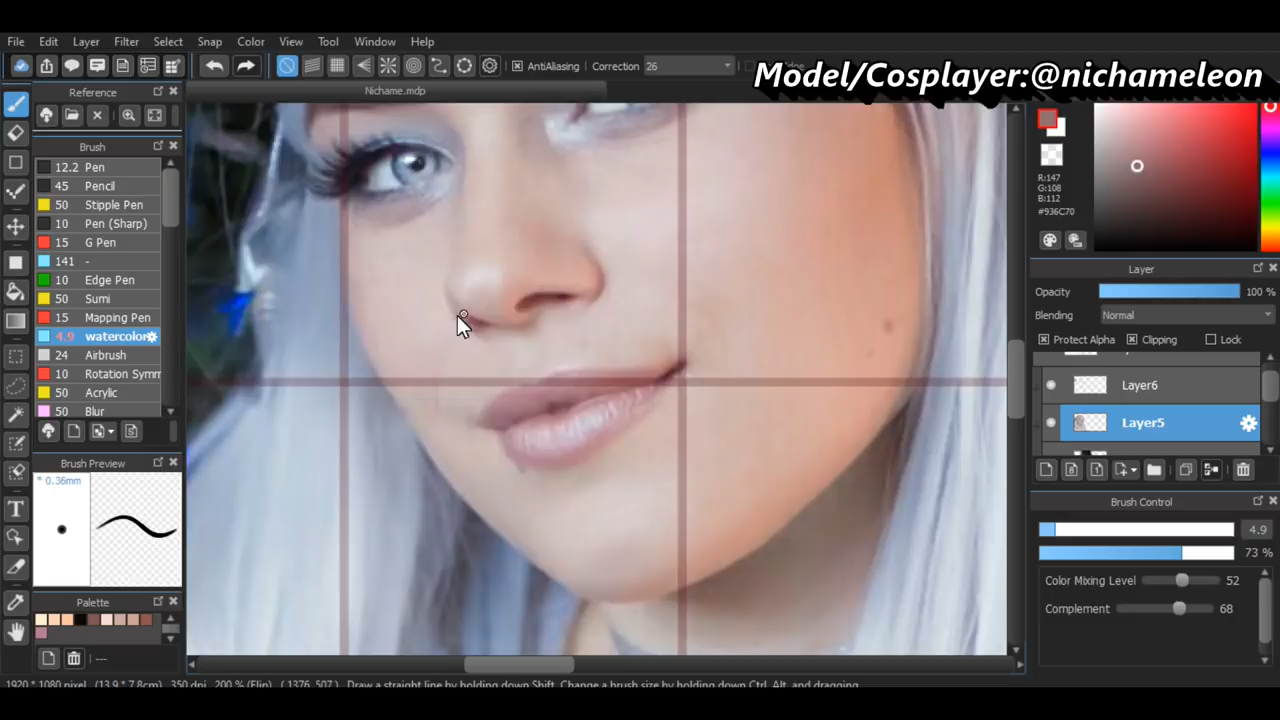 File Edit Layer Filter Select Snap Color View Tool Window Help
AntiAliasing Correction 26
Model/Cosplayer:@nichameleon
Reference
Nichame.mdp
Brush
12.2 Pen
45 Pencil
50 Stipple Pen
10 Pen (Sharp)
15 G Pen
141 -
10 Edge Pen
50 Sumi
15 Mapping Pen
4.9 watercolor
24 Airbrush
10 Rotation Symm
50 Acrylic
50 Blur
Brush Preview
* 0.36mm
T
Palette
---
R:147
G:108
B:112
#936C70
Layer
Opacity 100 %
Blending Normal
Protect Alpha Clipping Lock
Layer6
Layer5
8 1
Brush Control
4.9
73 %
Color Mixing Level 52
Complement 68
1920 * 1080 pixel (13.9 * 7.8cm) 350 dpi 200 % (Flip) ( 1376, 507 ) Draw a straight line by holding down Shift, Change a brush size by holding down Ctrl, Alt, and dragging